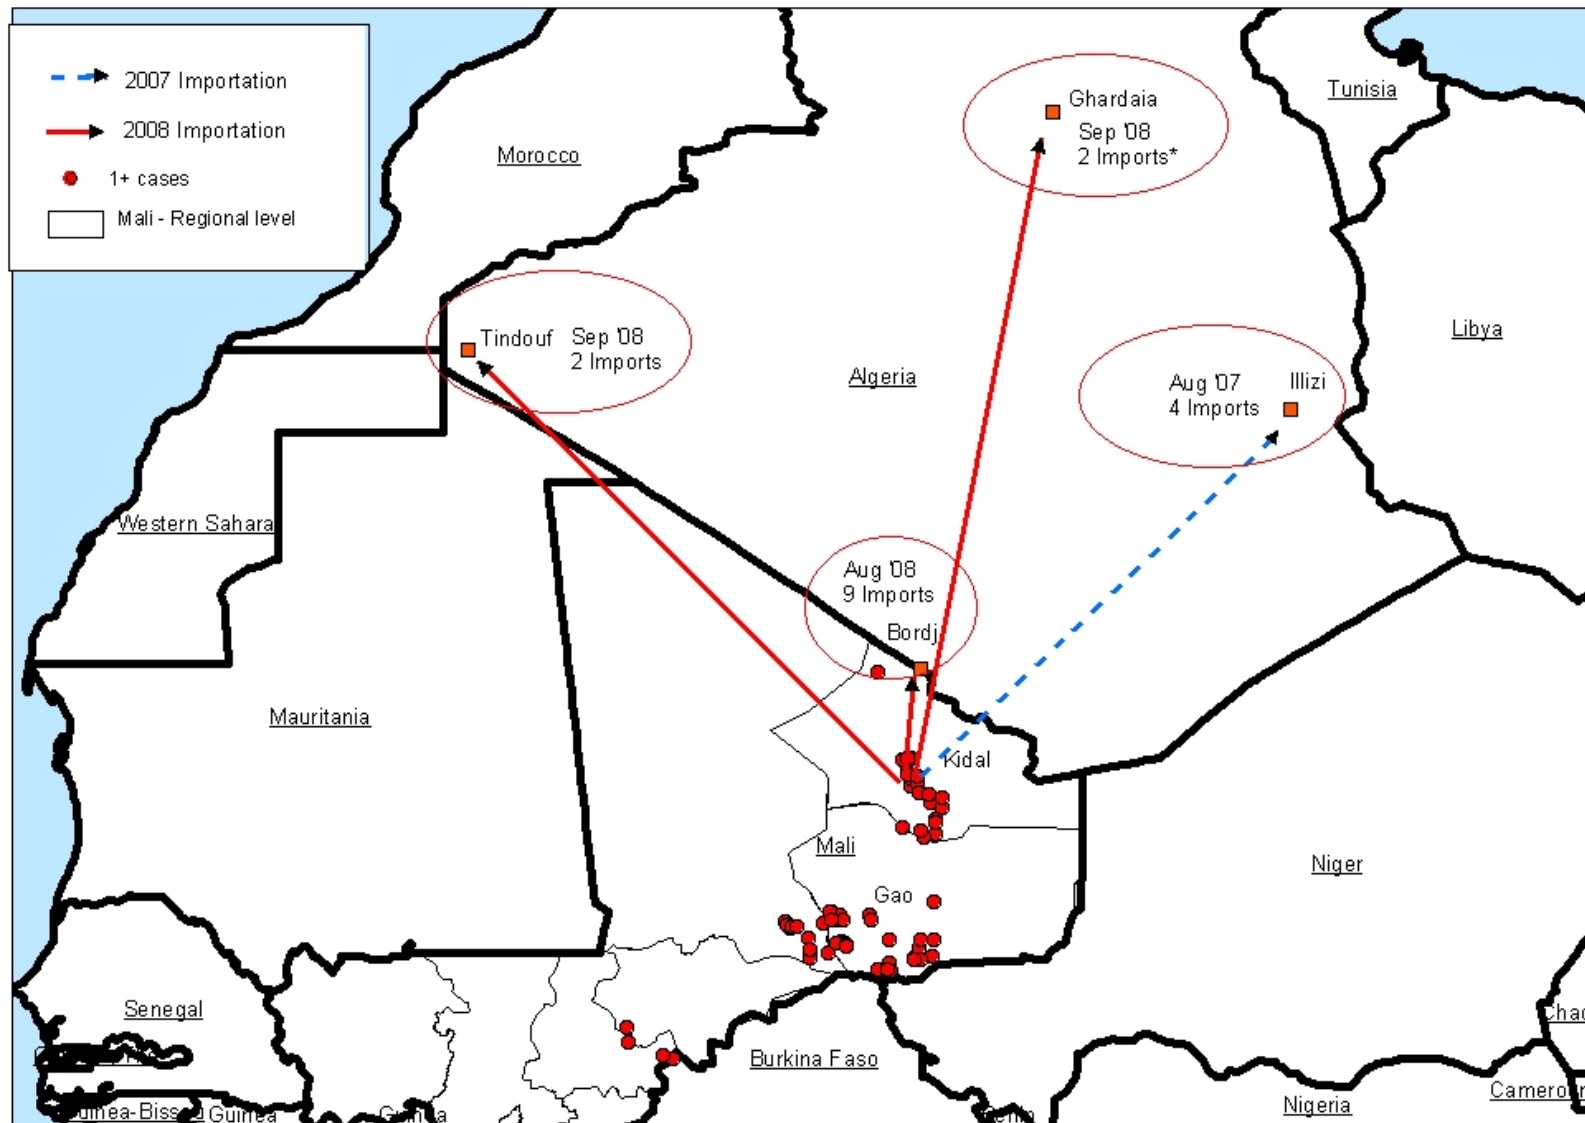 2007 Importation
2008 Importation
1+ cases
Mali - Regional level
Ghardaia
Sep '08
2 Imports*
Tunisia
Morocco
Tindouf
Sep '08
2 Imports
Libya
Algeria
Aug '07
4 Imports
Illizi
Western Sahara
Aug '08
9 Imports
Bordj
Mauritania
Kidal
Mali
Niger
Gao
Senegal
Burkina Faso
Guinea
Guinea
Nigeria